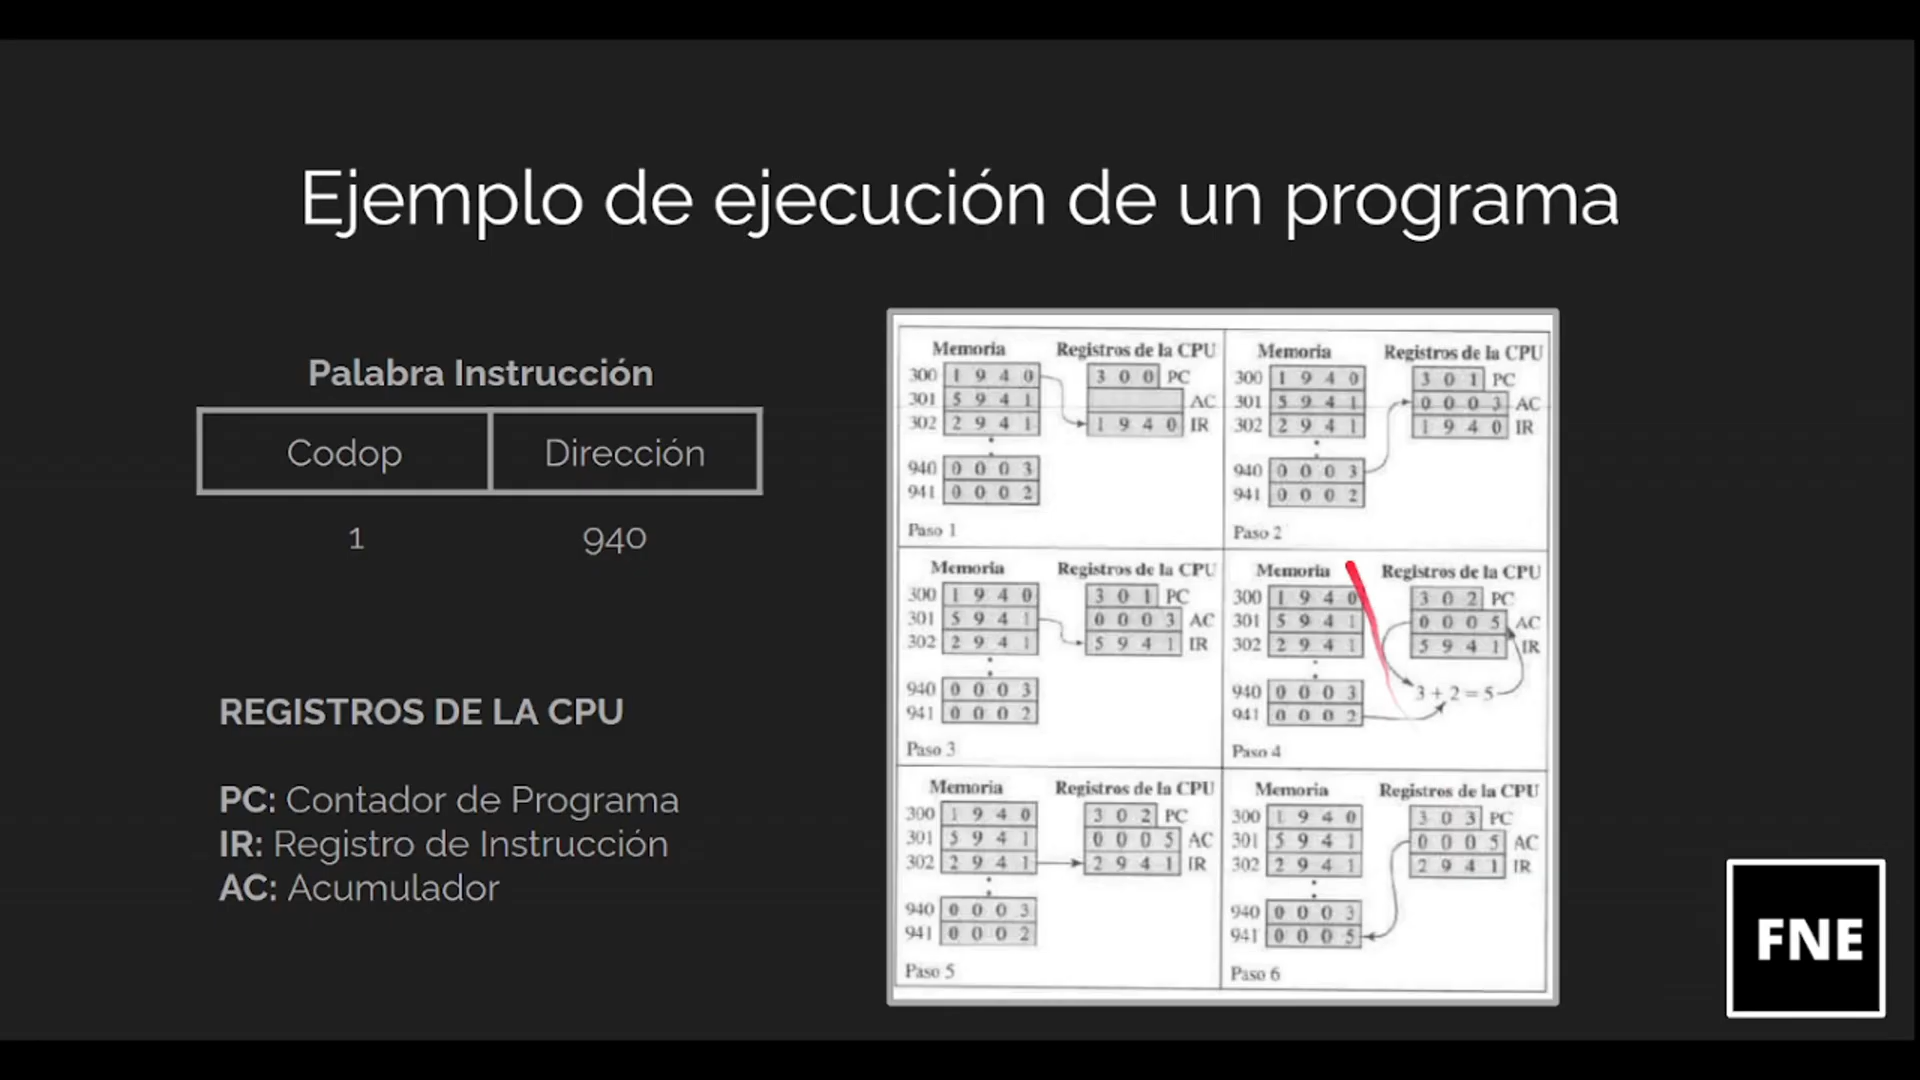 Ejemplo de ejecución de un programa
Palabra Instrucción
Codop Dirección
1 940
REGISTROS DE LA CPU
PC: Contador de Programa
IR: Registro de Instrucción
AC: Acumulador
Memoria Registros de la CPU
300 1 9 4 0 3 0 0 PC
301 5 9 4 1 AC
302 2 9 4 1 1 9 4 0 IR
940 0 0 0 3
941 0 0 0 2
Paso 1
Memoria Registros de la CPU
300 1 9 4 0 3 0 1 PC
301 5 9 4 1 0 0 0 3 AC
302 2 9 4 1 1 9 4 0 IR
940 0 0 0 3
941 0 0 0 2
Paso 2
Memoria Registros de la CPU
300 1 9 4 0 3 0 1 PC
301 5 9 4 1 0 0 0 3 AC
302 2 9 4 1 5 9 4 1 IR
940 0 0 0 3
941 0 0 0 2
Paso 3
Memoria Registros de la CPU
300 1 9 4 0 3 0 2 PC
301 5 9 4 1 0 0 0 5 AC
302 2 9 4 1 5 9 4 1 IR
940 0 0 0 3 3 + 2 = 5
941 0 0 0 2
Paso 4
Memoria Registros de la CPU
300 1 9 4 0 3 0 2 PC
301 5 9 4 1 0 0 0 5 AC
302 2 9 4 1 2 9 4 1 IR
940 0 0 0 3
941 0 0 0 2
Paso 5
Memoria Registros de la CPU
300 1 9 4 0 3 0 3 PC
301 5 9 4 1 0 0 0 5 AC
302 2 9 4 1 2 9 4 1 IR
940 0 0 0 3
941 0 0 0 5
Paso 6
FNE